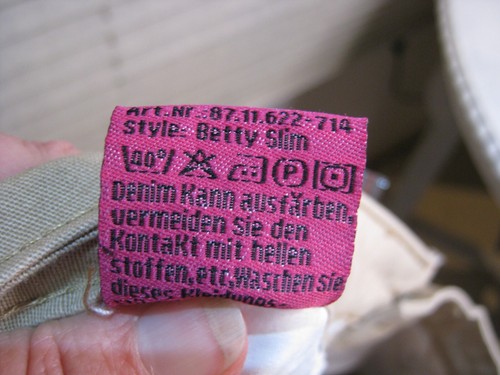 Art.Nr.:87.11.622-714
style- Betty Slim
P
Denim Kann ausfärben,
vermeiden Sie den
Kontakt mit hellen
stoffen,etc,waschen sie
dieses